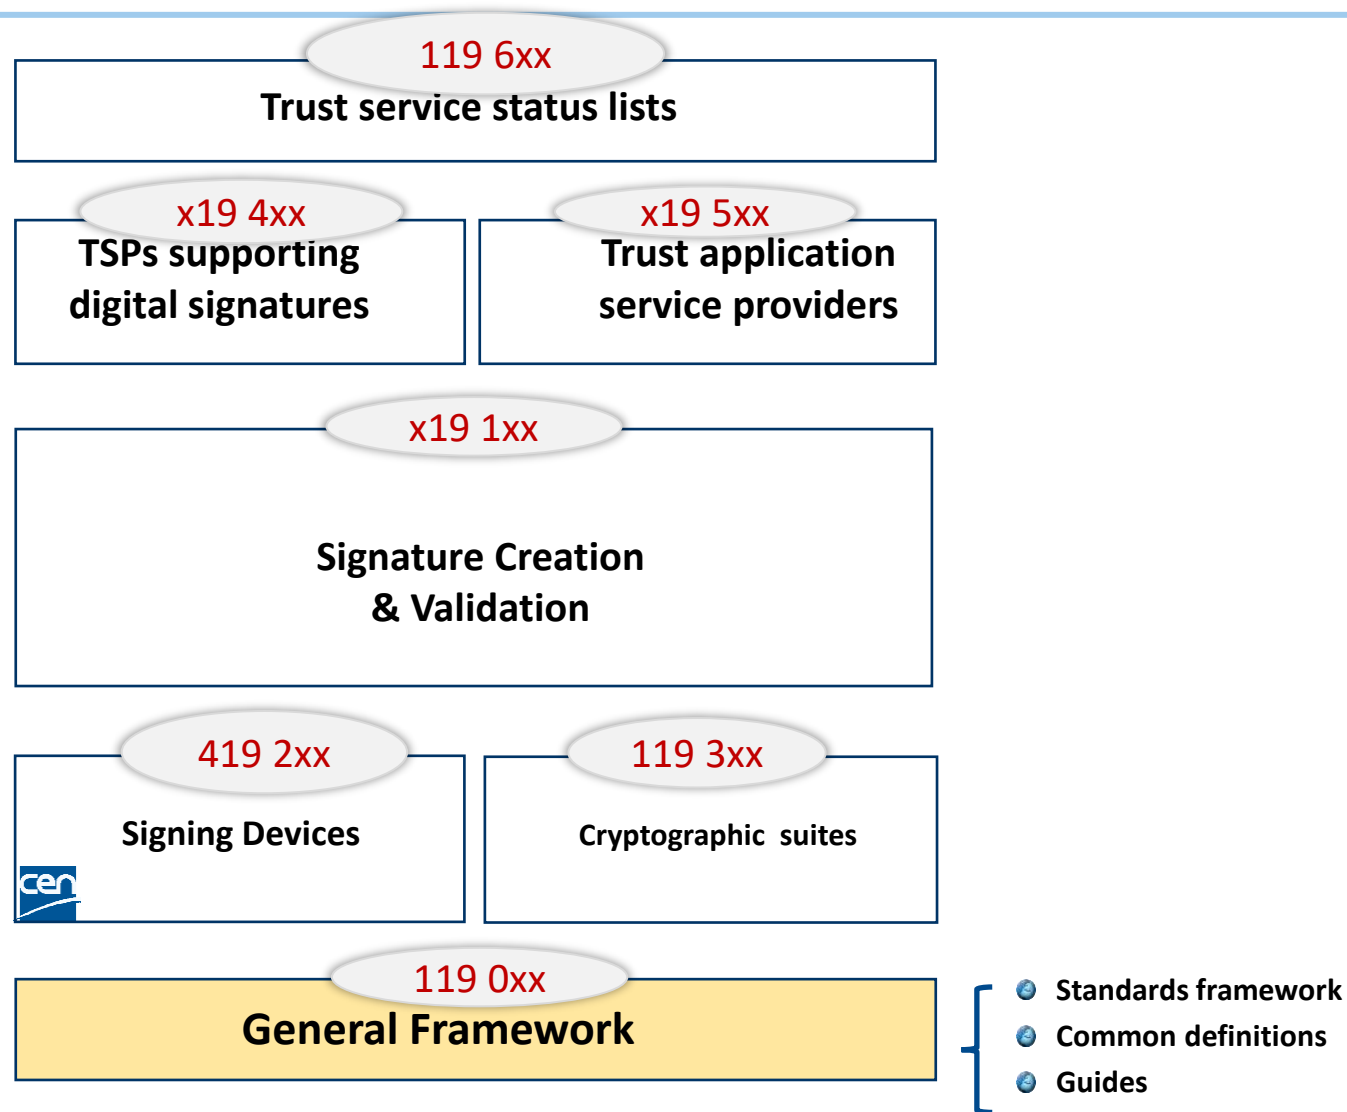 119 6xx
Trust service status lists
x19 4xx
TSPs supporting
digital signatures
x19 5xx
Trust application
service providers
x19 1xx
Signature Creation
& Validation
419 2xx
Signing Devices
cen
119 3xx
Cryptographic suites
119 0xx
General Framework
Standards framework
Common definitions
Guides